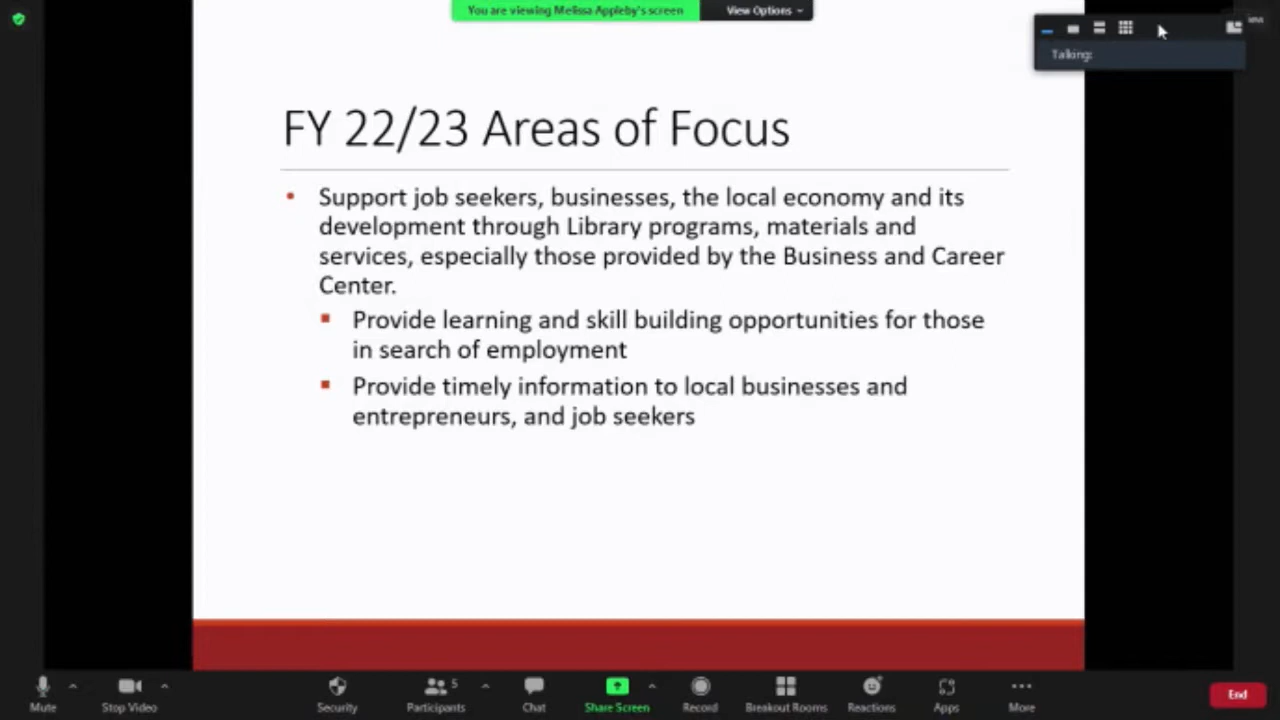 You are viewing Melissa Appleby's screen
View Options
Talking:
FY 22/23 Areas of Focus
• Support job seekers, businesses, the local economy and its
development through Library programs, materials and
services, especially those provided by the Business and Career
Center.
▪ Provide learning and skill building opportunities for those
in search of employment
▪ Provide timely information to local businesses and
entrepreneurs, and job seekers
Mute
Stop Video
Security
5
Participants
Chat
Share Screen
Record
Breakout Rooms
Reactions
Apps
More
End